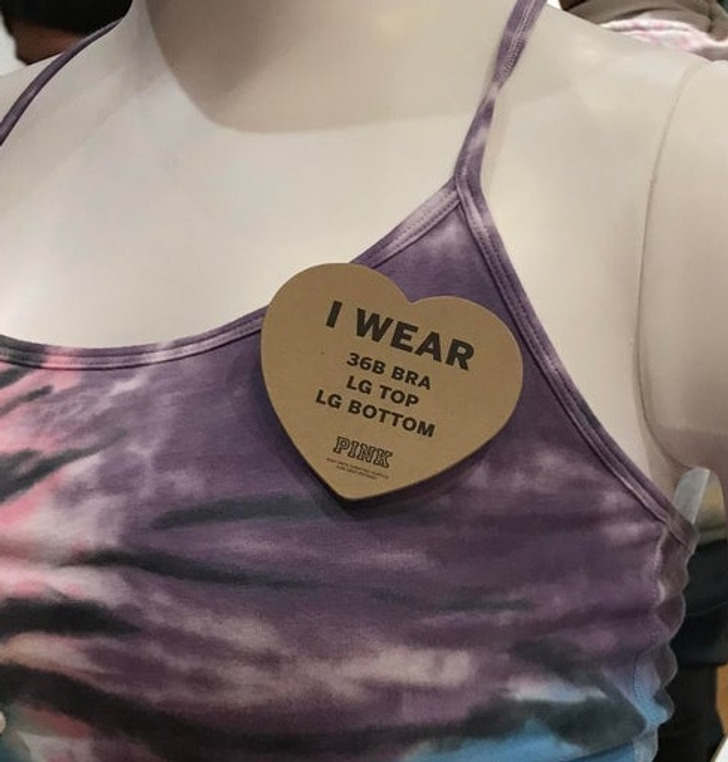 I WEAR
36B BRA
LG TOP
LG BOTTOM
PINK